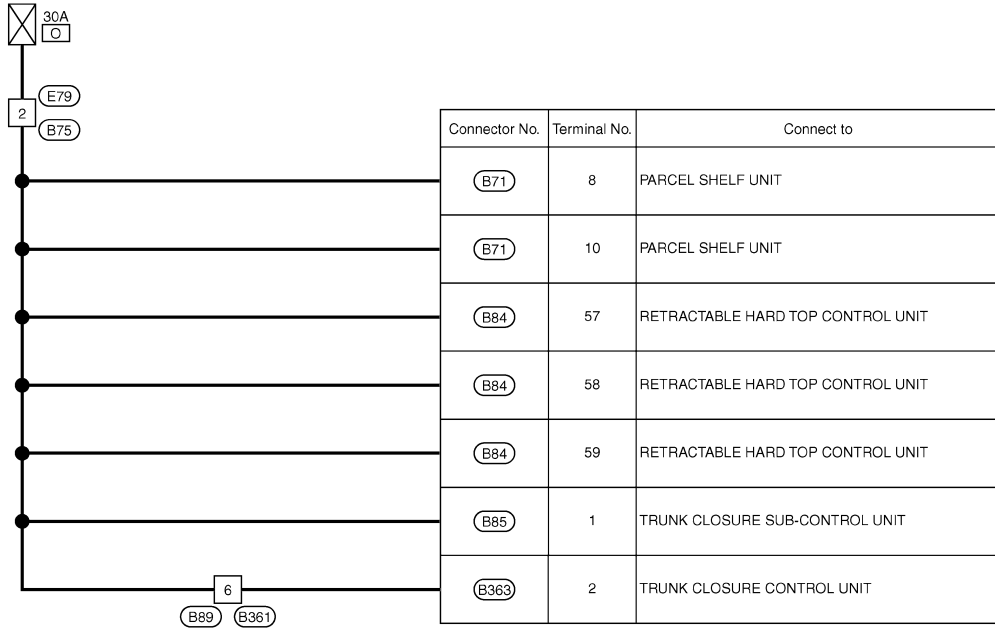 30A
O
E79
2
B75
Connector No. Terminal No. Connect to
B71 8 PARCEL SHELF UNIT
B71 10 PARCEL SHELF UNIT
B84 57 RETRACTABLE HARD TOP CONTROL UNIT
B84 58 RETRACTABLE HARD TOP CONTROL UNIT
B84 59 RETRACTABLE HARD TOP CONTROL UNIT
B85 1 TRUNK CLOSURE SUB-CONTROL UNIT
6 B363 2 TRUNK CLOSURE CONTROL UNIT
B89 B361